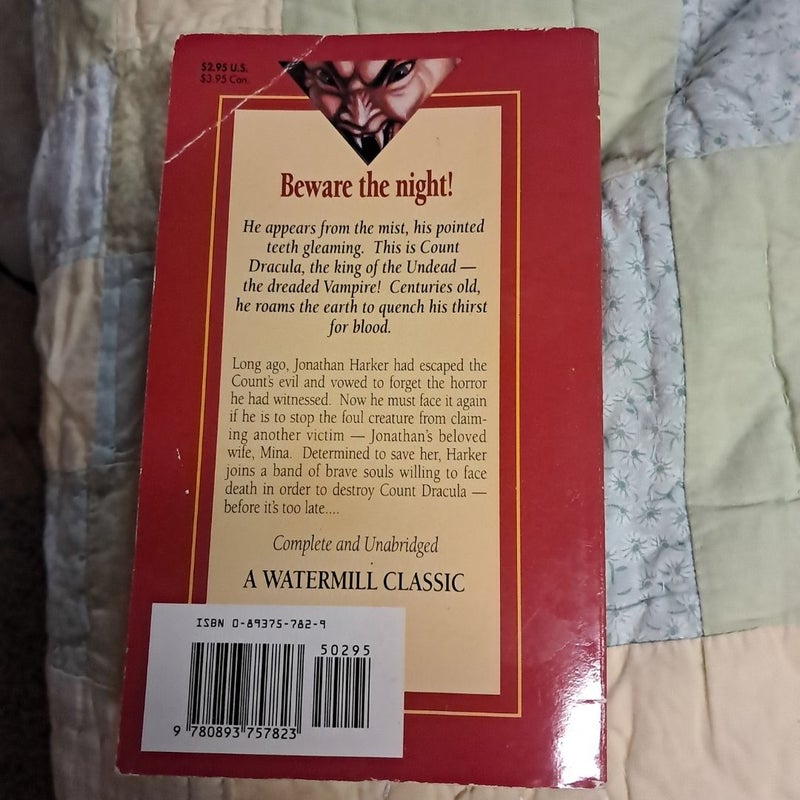 $2.95 U.S.
$3.95 Can.
Beware the night!
He appears from the mist, his pointed
teeth gleaming. This is Count
Dracula, the king of the Undead —
the dreaded Vampire! Centuries old,
he roams the earth to quench his thirst
for blood.
Long ago, Jonathan Harker had escaped the
Count's evil and vowed to forget the horror
he had witnessed. Now he must face it again
if he is to stop the foul creature from claim-
ing another victim — Jonathan's beloved
wife, Mina. Determined to save her, Harker
joins a band of brave souls willing to face
death in order to destroy Count Dracula —
before it's too late....
Complete and Unabridged
A WATERMILL CLASSIC
ISBN 0-89375-782-9
50295
9 780893 757823